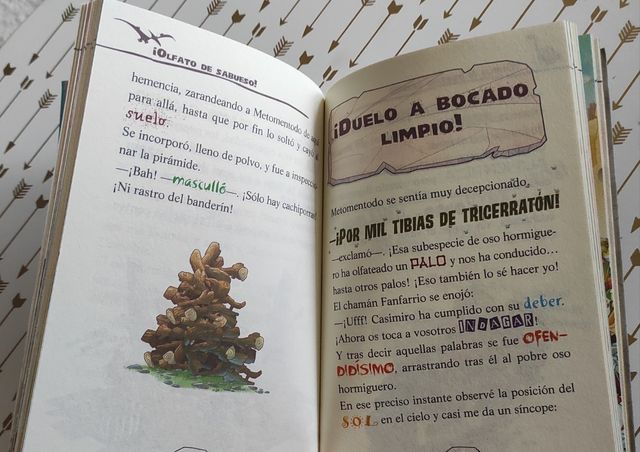 ¡OLFATO DE SABUESO!
hemencia, zarandeando a Metomentodo de aquí
para allá, hasta que por fin lo soltó y cayó al
suelo.
Se incorporó, lleno de polvo, y fue a inspeccio-
nar la pirámide.
—¡Bah! —masculló—. ¡Sólo hay cachiporras!
¡Ni rastro del banderín!
¡DUELO A BOCADO
LIMPIO!
Metomentodo se sentía muy decepcionado.
—¡POR MIL TIBIAS DE TRICERRATÓN!
—exclamó—. ¡Esa subespecie de oso hormigue-
ro ha olfateado un PALO y nos ha conducido…
hasta otros palos! ¡Eso también lo sé hacer yo!
El chamán Fanfarrio se enojó:
—¡Ufff! Casimiro ha cumplido con su deber.
¡Ahora os toca a vosotros INDAGAR!
Y tras decir aquellas palabras se fue OFEN-
DIDÍSIMO, arrastrando tras él al pobre oso
hormiguero.
En ese preciso instante observé la posición del
SOL en el cielo y casi me da un síncope: